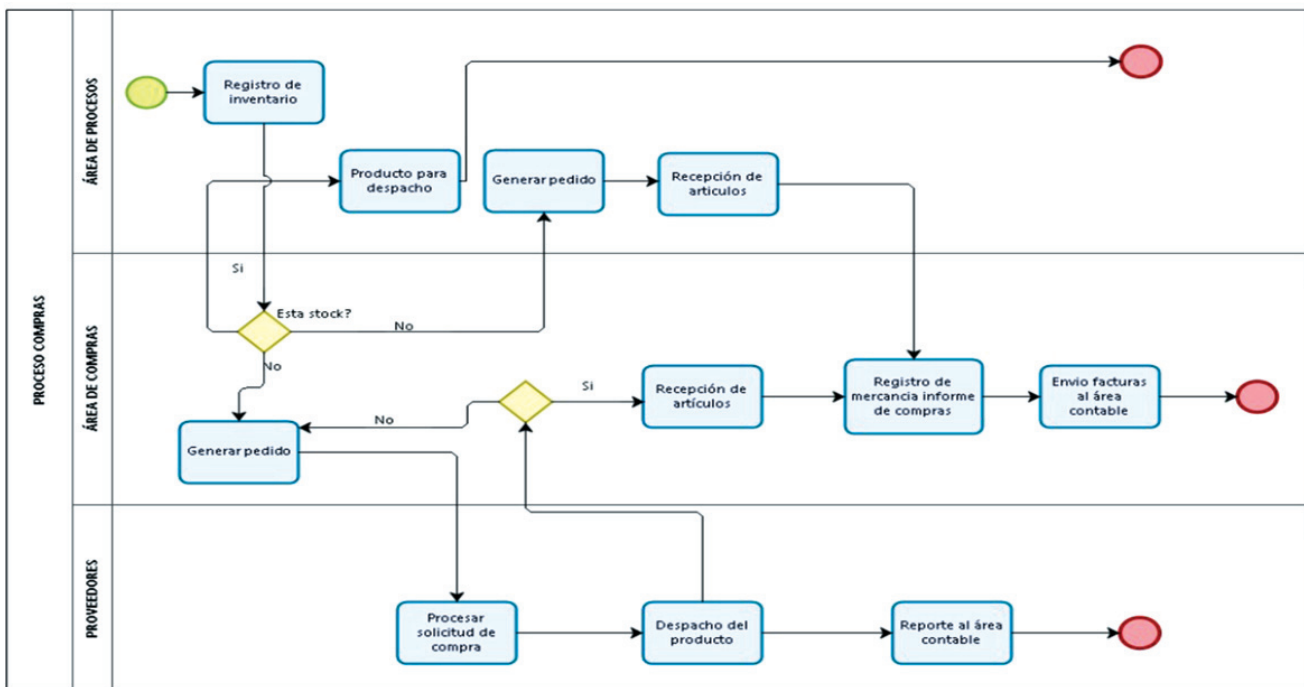 PROCESO COMPRAS
ÁREA DE PROCESOS
Registro de
inventario
Producto para
despacho
Generar pedido
Recepción de
articulos
ÁREA DE COMPRAS
Si
Esta stock?
No
No
Generar pedido
No
Si
Recepción de
artículos
Registro de
mercancia informe
de compras
Envio facturas
al área
contable
PROVEEDORES
Procesar
solicitud de
compra
Despacho del
producto
Reporte al área
contable